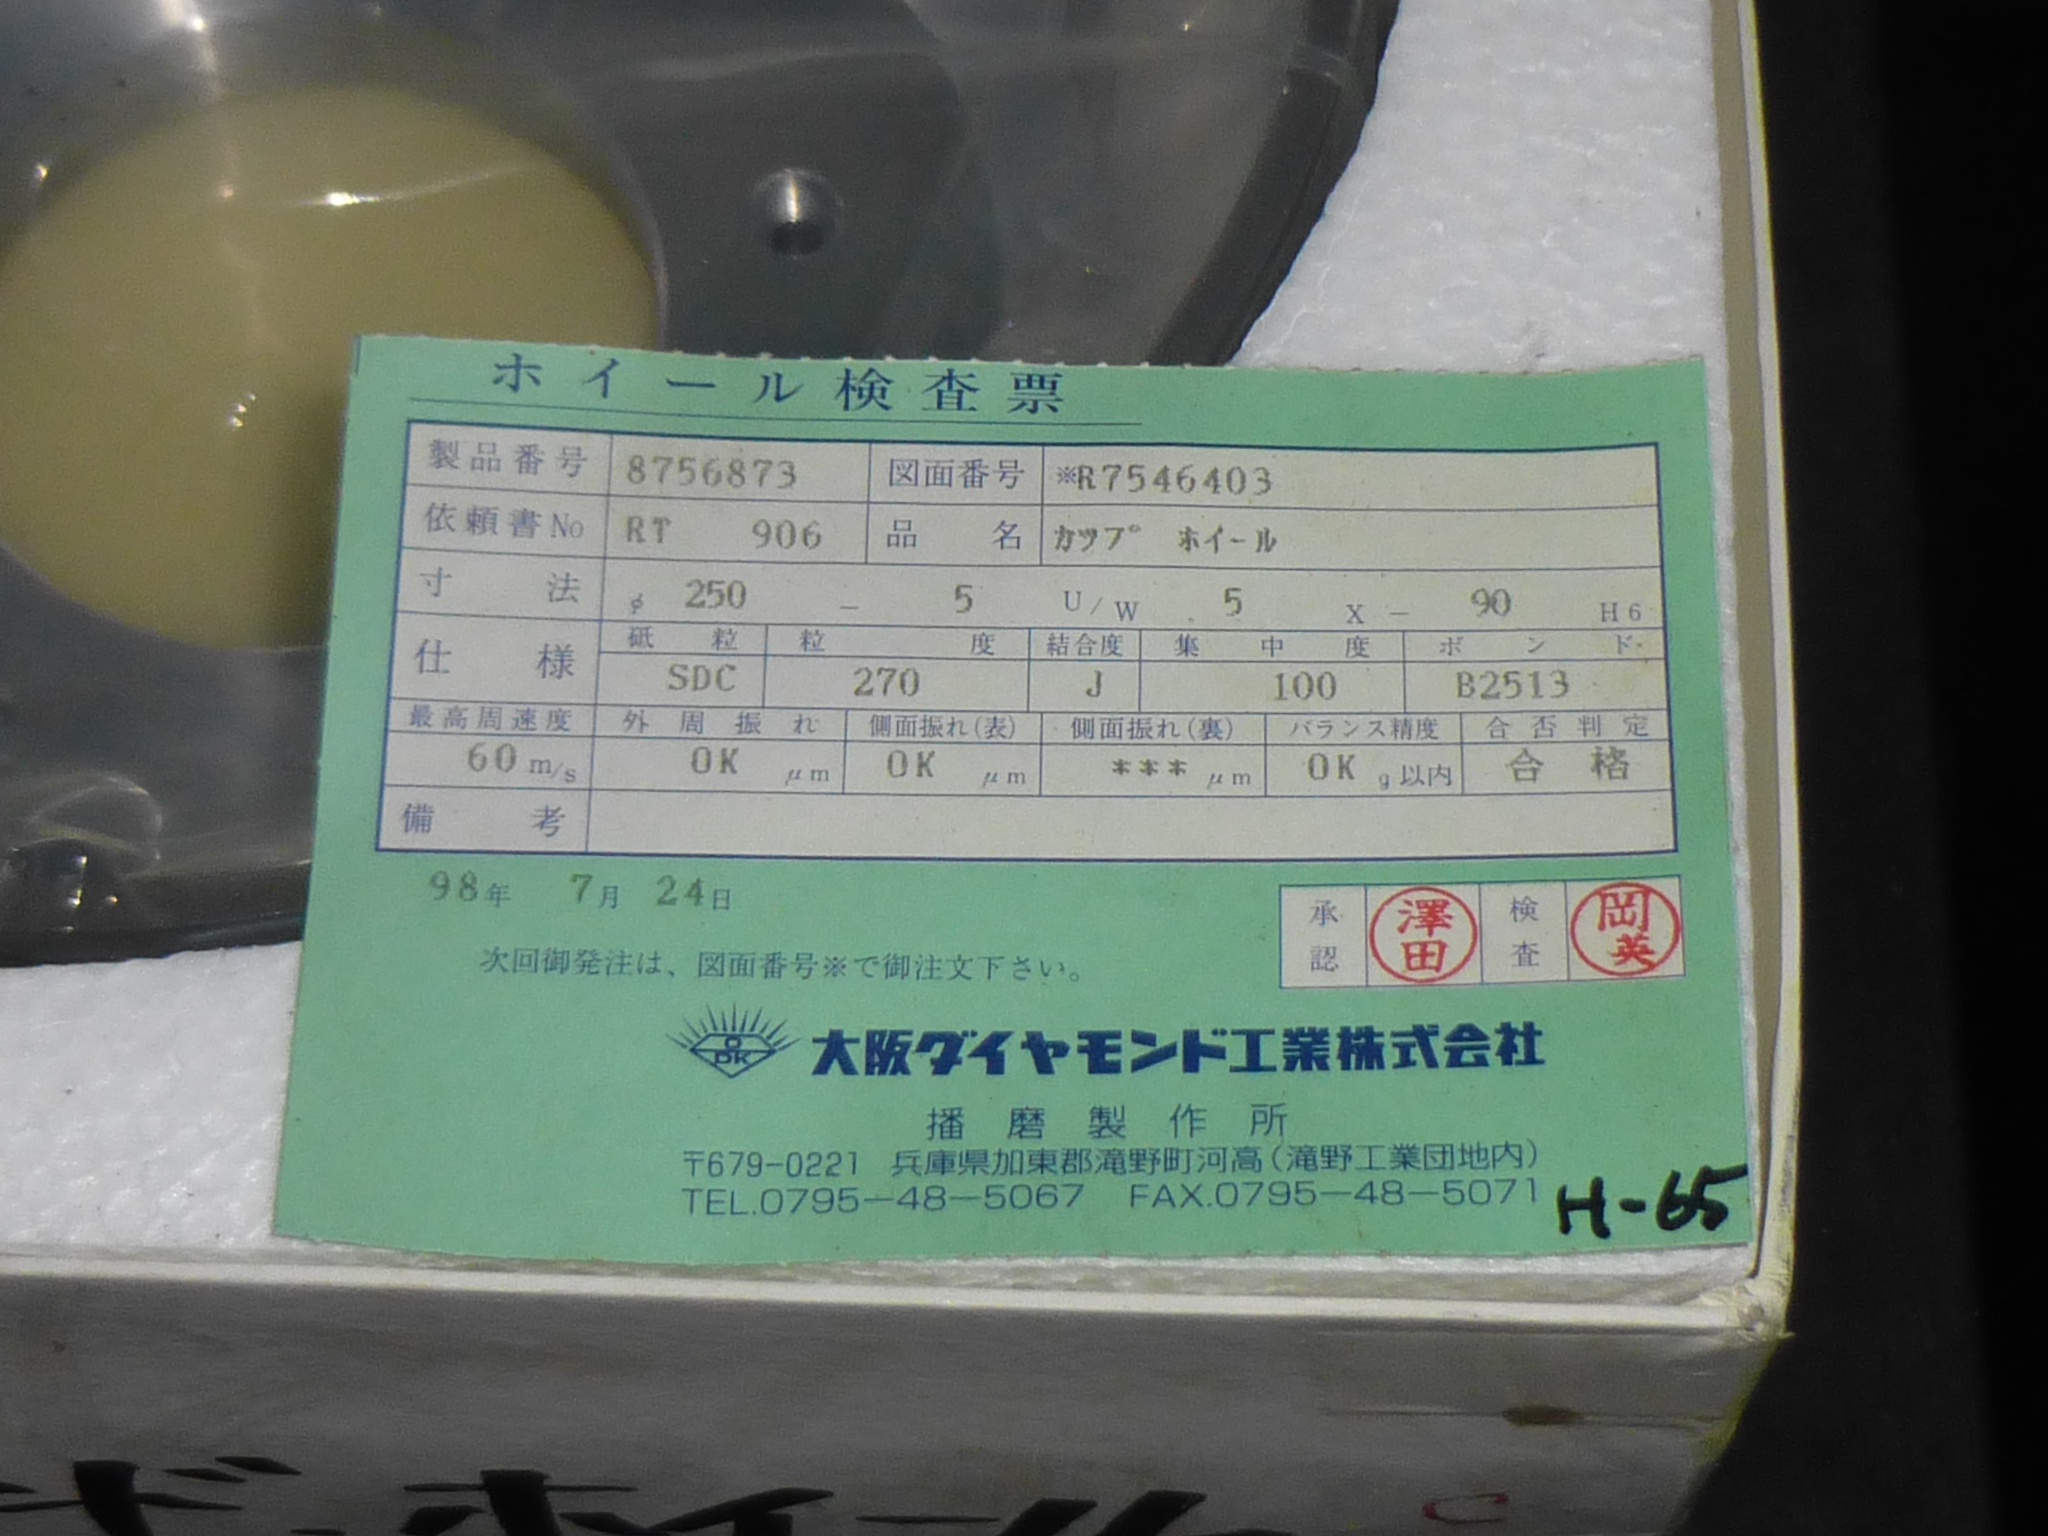 ホイール検査票
製品番号 8756873 図面番号 ※R7546403
依頼書No RT 906 品名 カップ ホイール
寸法 φ 250 - 5 U/W 5 X - 90 H6
仕様 砥粒 粒度 結合度 集中度 ボンド
SDC 270 J 100 B2513
最高周速度 外周振れ 側面振れ(表) 側面振れ(裏) バランス精度 合否判定
60 m/s OK μm OK μm *** μm OK g以内 合格
備考
98年 7月 24日
承認 澤田 検査 岡英
次回御発注は、図面番号※で御注文下さい。
ODK 大阪ダイヤモンド工業株式会社
播磨製作所
〒679-0221 兵庫県加東郡滝野町河高(滝野工業団地内)
TEL.0795-48-5067 FAX.0795-48-5071
H-65
ド・ホイール